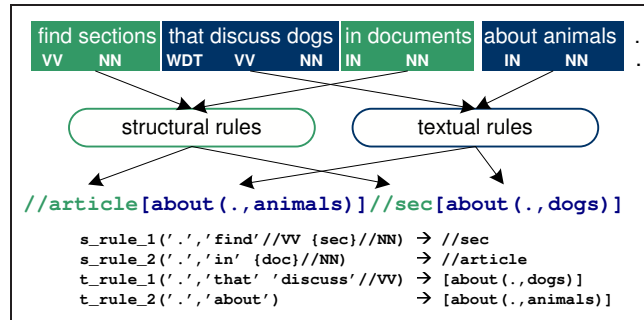 find sections that discuss dogs in documents about animals .
VV NN WDT VV NN IN NN IN NN .
structural rules textual rules
//article[about(.,animals)]//sec[about(.,dogs)]
s_rule_1('.','find'//VV {sec}//NN) → //sec
s_rule_2('.','in' {doc}//NN) → //article
t_rule_1('.','that' 'discuss'//VV) → [about(.,dogs)]
t_rule_2('.','about') → [about(.,animals)]